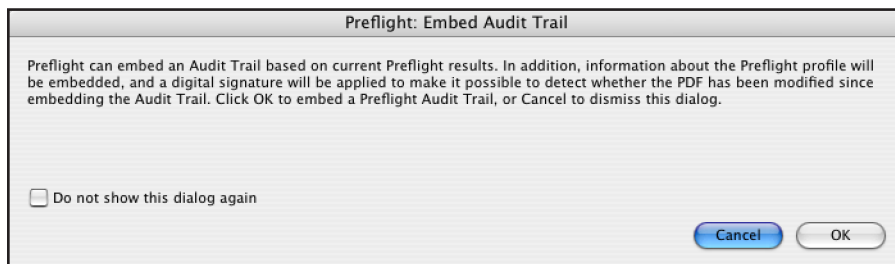 Preflight: Embed Audit Trail
Preflight can embed an Audit Trail based on current Preflight results. In addition, information about the Preflight profile will
be embedded, and a digital signature will be applied to make it possible to detect whether the PDF has been modified since
embedding the Audit Trail. Click OK to embed a Preflight Audit Trail, or Cancel to dismiss this dialog.
Do not show this dialog again
Cancel OK